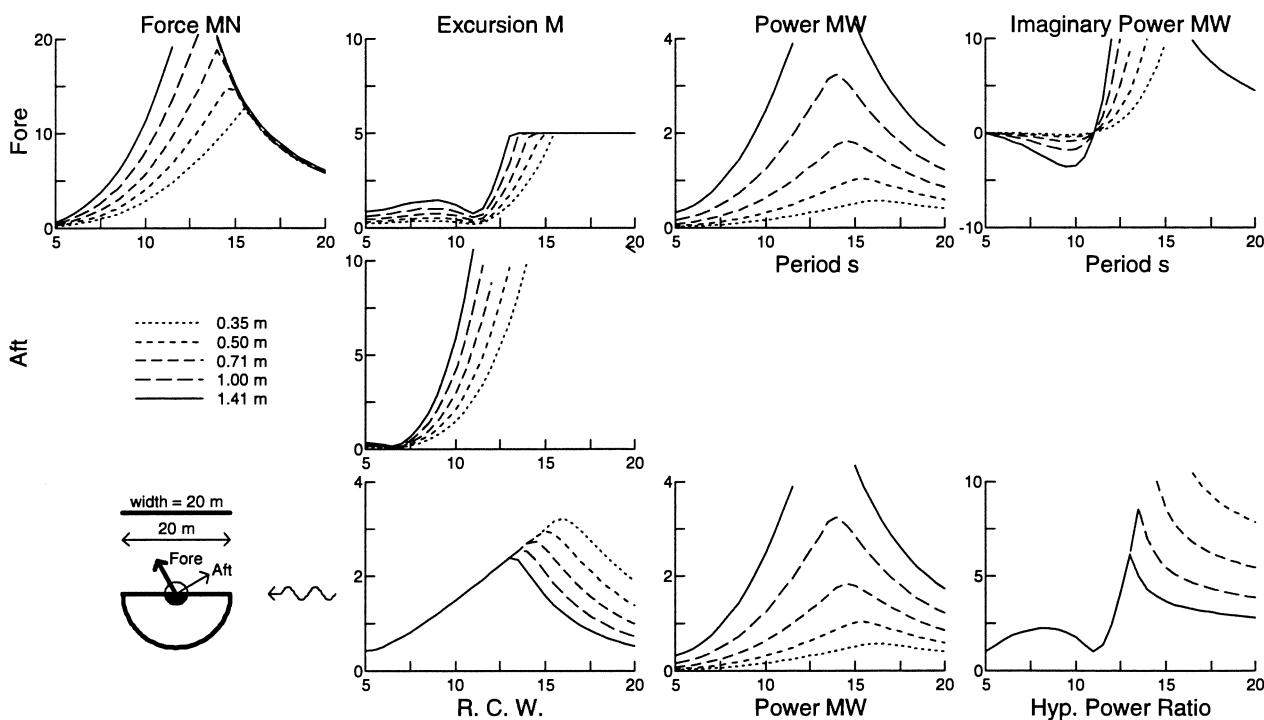 Force MN
Excursion M
Power MW
Imaginary Power MW
Fore
20
10
0
5 10 15 20
10
5
0
5 10 15 20
4
2
0
5 10 15 20
Period s
10
0
-10
5 10 15 20
Period s
Aft
0.35 m
0.50 m
0.71 m
1.00 m
1.41 m
10
5
0
5 10 15 20
width = 20 m
20 m
Fore
Aft
4
2
0
5 10 15 20
R. C. W.
4
2
0
5 10 15 20
Power MW
10
5
0
5 10 15 20
Hyp. Power Ratio